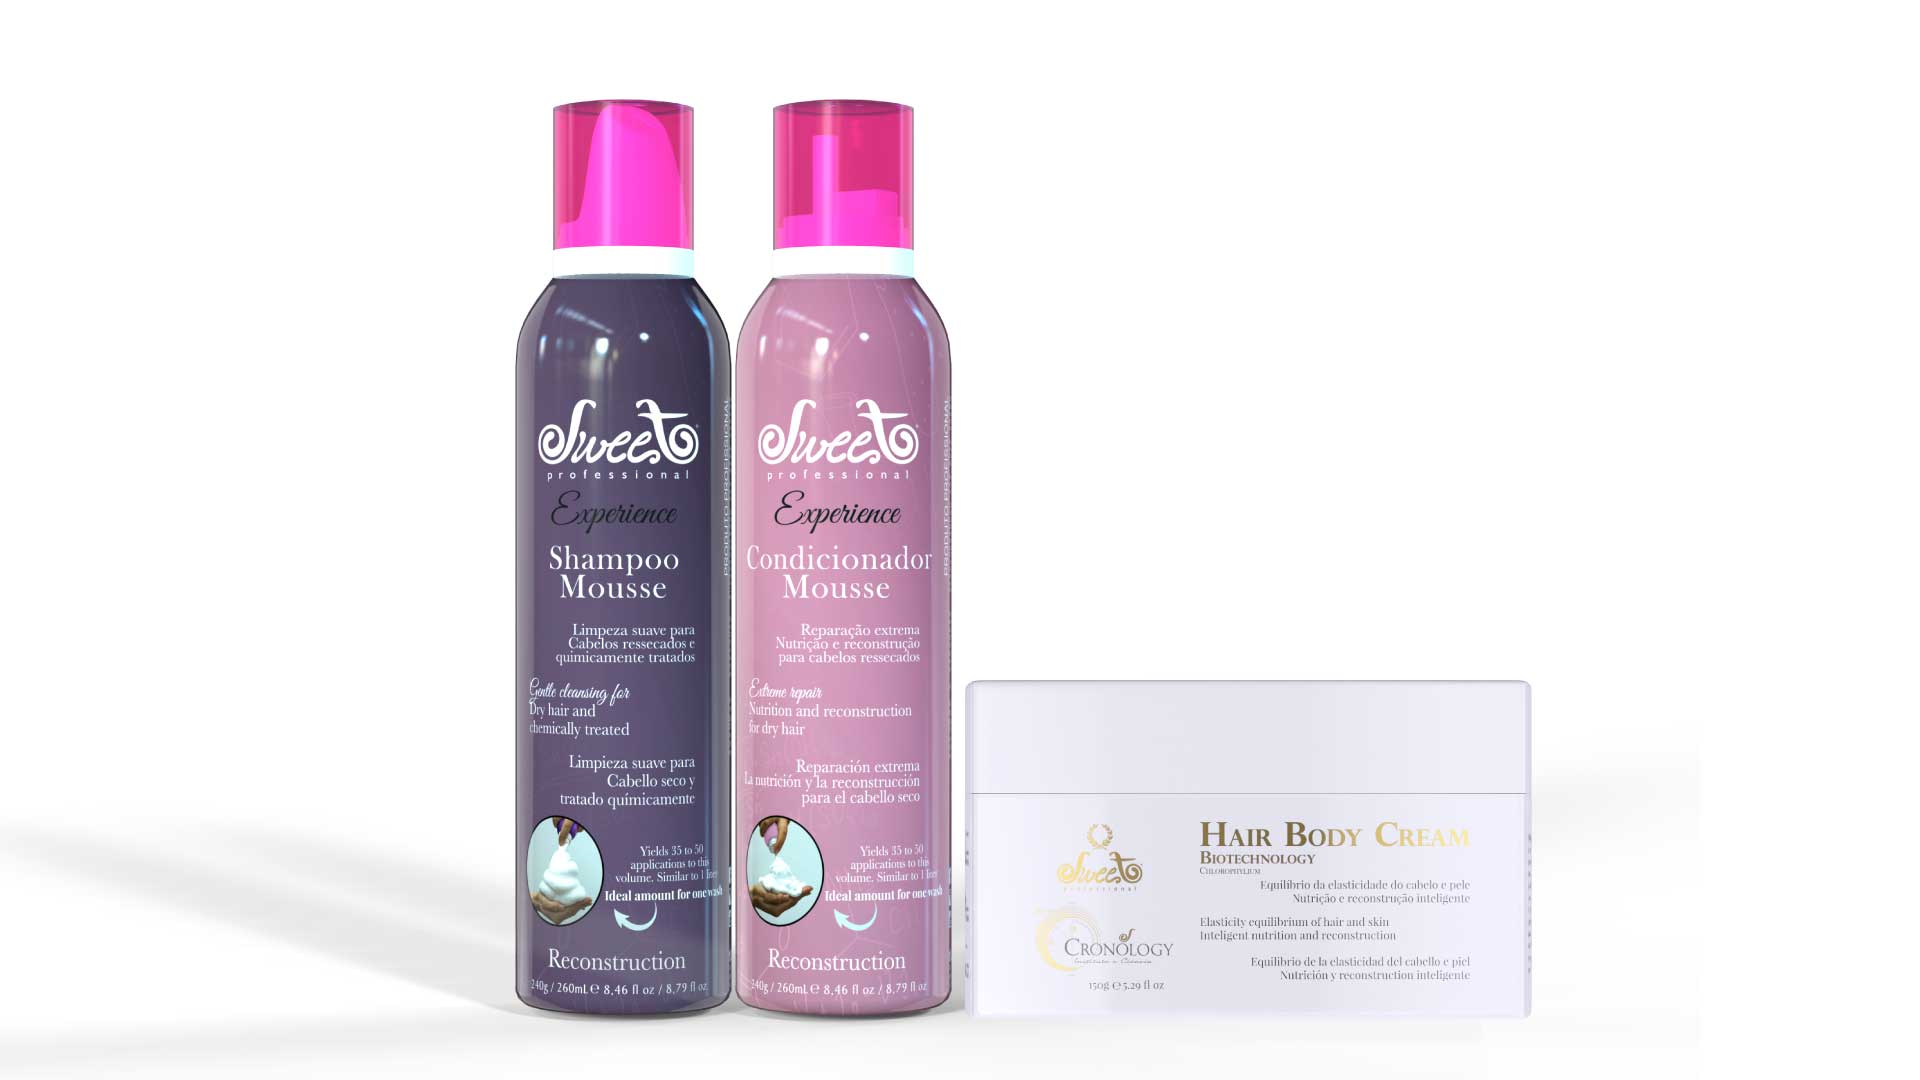 Sweet
professional
Experience
Shampoo
Mousse
Limpeza suave para
Cabelos ressecados e
quimicamente tratados
Gentle cleansing for
Dry hair and
chemically treated
Limpieza suave para
Cabello seco y
tratado químicamente
Yields 35 to 50
applications to this
volume. Similar to 1
Ideal amount for one wash
Reconstruction
240g / 260mL e 8,46 fl oz / 8,79 fl oz
PRODUTO PROFISSIONAL
Sweet
professional
Experience
Condicionador
Mousse
Reparação extrema
Nutrição e reconstrução
para cabelos ressecados
Extreme repair
Nutrition and reconstruction
for dry hair
Reparación extrema
La nutrición y la reconstrucción
para el cabello seco
Yields 35 to 50
applications to this
volume. Similar to 1
Ideal amount for one wash
Reconstruction
240g / 260mL e 8,46 fl oz / 8.79 fl oz
PRODUTO PROFISSIONAL
Sweet
professional
CRONOLOGY
150g e 5.29 fl oz
HAIR BODY CREAM
BIOTECHNOLOGY
CHLOROPHYLIUM
Equilíbrio da elasticidade do cabelo e pele
Nutrição e reconstrução inteligente
Elasticity equilibrium of hair and skin
Inteligent nutrition and reconstruction
Equilibrio de la elasticidad del cabello e piel
Nutrición y reconstruction inteligente